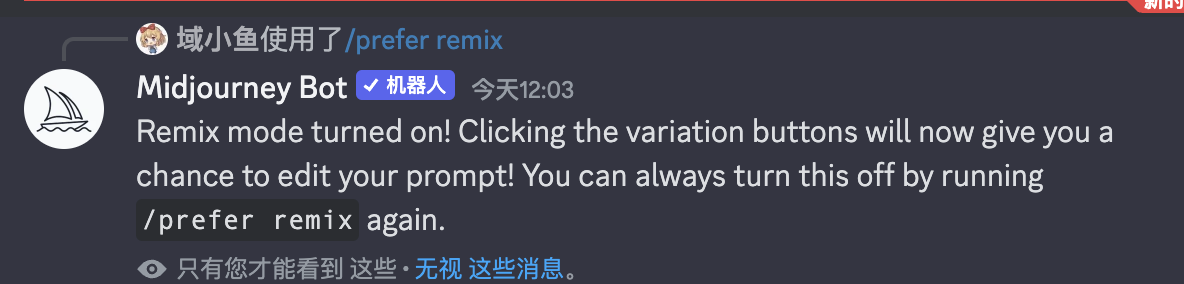 新的
域小鱼使用了/prefer remix
Midjourney Bot ✓ 机器人 今天12:03
Remix mode turned on! Clicking the variation buttons will now give you a
chance to edit your prompt! You can always turn this off by running
/prefer remix again.
只有您才能看到 这些 • 无视 这些消息。